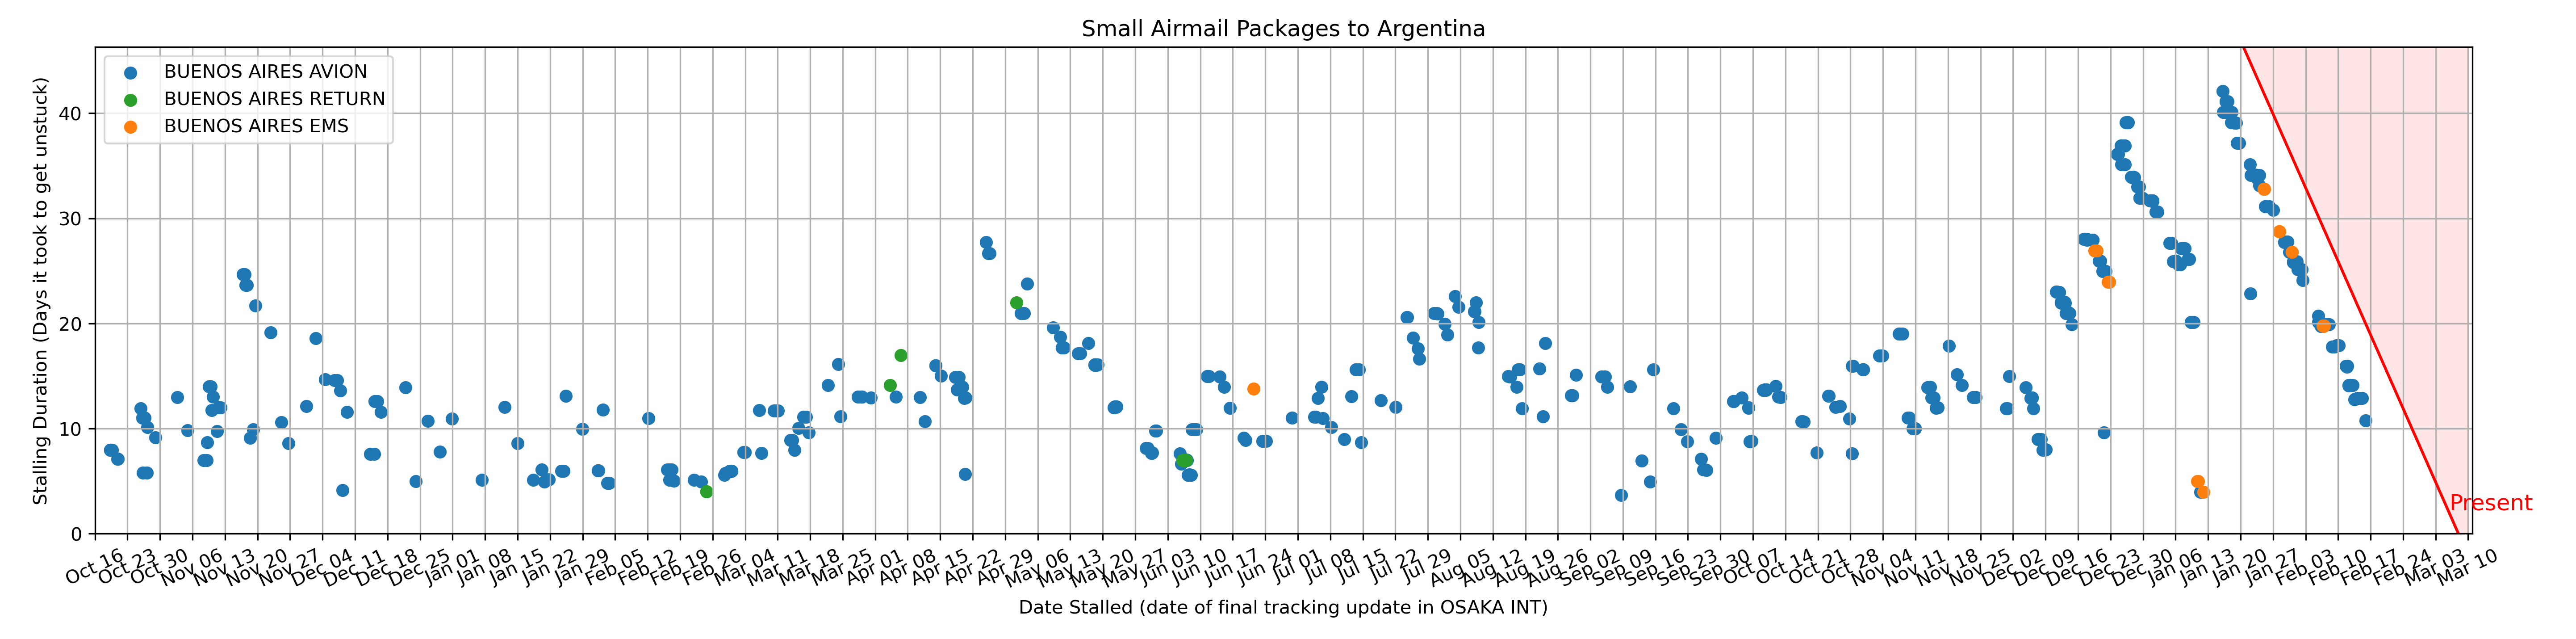 Small Airmail Packages to Argentina
BUENOS AIRES AVION
BUENOS AIRES RETURN
BUENOS AIRES EMS
Stalling Duration (Days it took to get unstuck)
40
30
20
10
0
Present
Oct 16
Oct 23
Oct 30
Nov 06
Nov 13
Nov 20
Nov 27
Dec 04
Dec 11
Dec 18
Dec 25
Jan 01
Jan 08
Jan 15
Jan 22
Jan 29
Feb 05
Feb 12
Feb 19
Feb 26
Mar 04
Mar 11
Mar 18
Mar 25
Apr 01
Apr 08
Apr 15
Apr 22
Apr 29
May 06
May 13
May 20
May 27
Jun 03
Jun 10
Jun 17
Jun 24
Jul 01
Jul 08
Jul 15
Jul 22
Jul 29
Aug 05
Aug 12
Aug 19
Aug 26
Sep 02
Sep 09
Sep 16
Sep 23
Sep 30
Oct 07
Oct 14
Oct 21
Oct 28
Nov 04
Nov 11
Nov 18
Nov 25
Dec 02
Dec 09
Dec 16
Dec 23
Dec 30
Jan 06
Jan 13
Jan 20
Jan 27
Feb 03
Feb 10
Feb 17
Feb 24
Mar 03
Mar 10
Date Stalled (date of final tracking update in OSAKA INT)